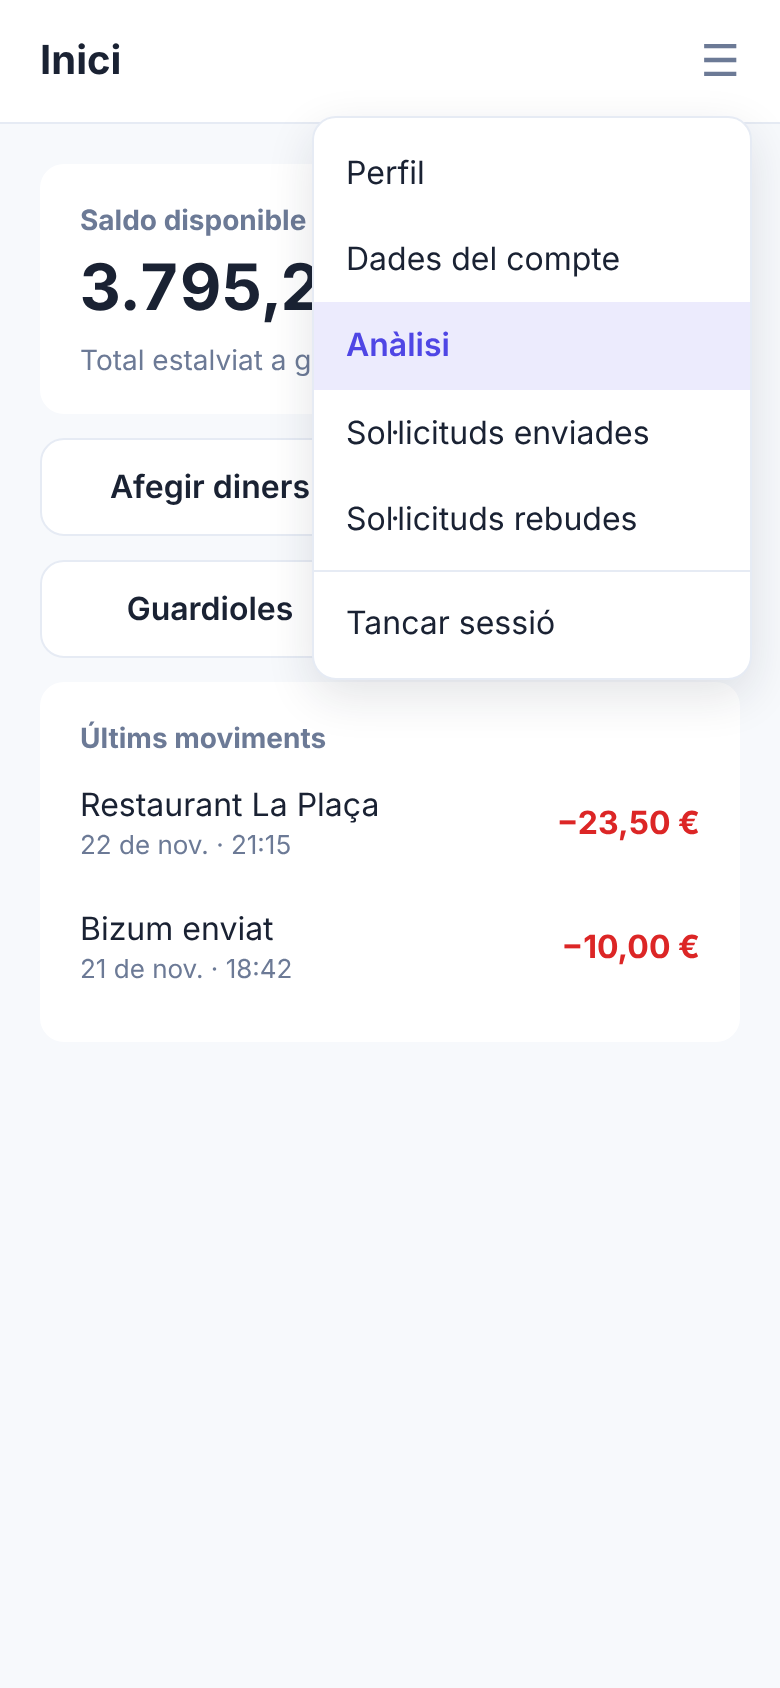 Inici
Perfil
Dades del compte
Anàlisi
Sol·licituds enviades
Sol·licituds rebudes
Tancar sessió
Saldo disponible
3.795,2
Total estalviat a g
Afegir diners
Guardioles
Últims moviments
Restaurant La Plaça
22 de nov. · 21:15
−23,50 €
Bizum enviat
21 de nov. · 18:42
−10,00 €